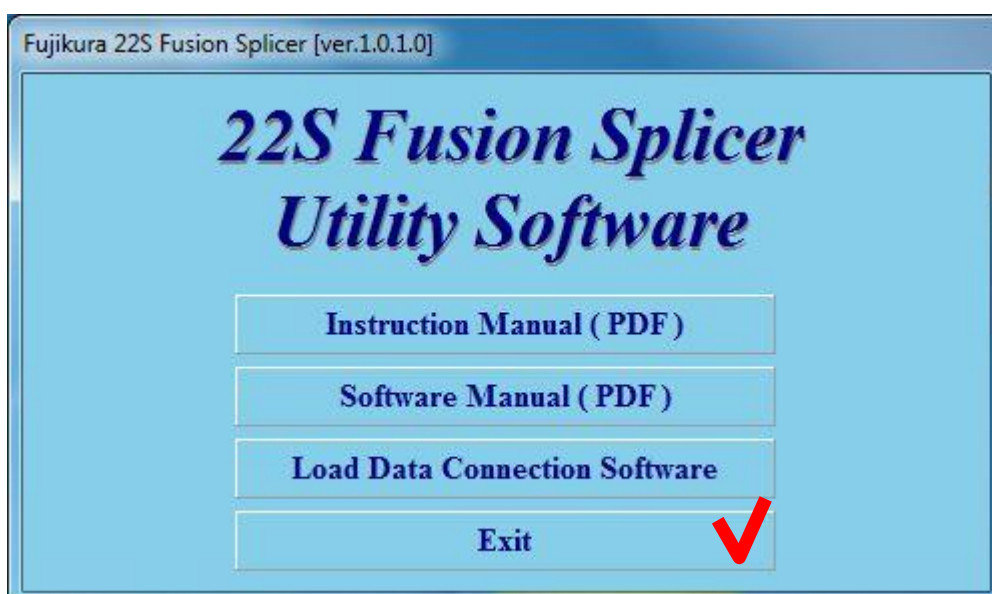 Fujikura 22S Fusion Splicer [ver.1.0.1.0]
22S Fusion Splicer
Utility Software
Instruction Manual ( PDF )
Software Manual ( PDF )
Load Data Connection Software
Exit